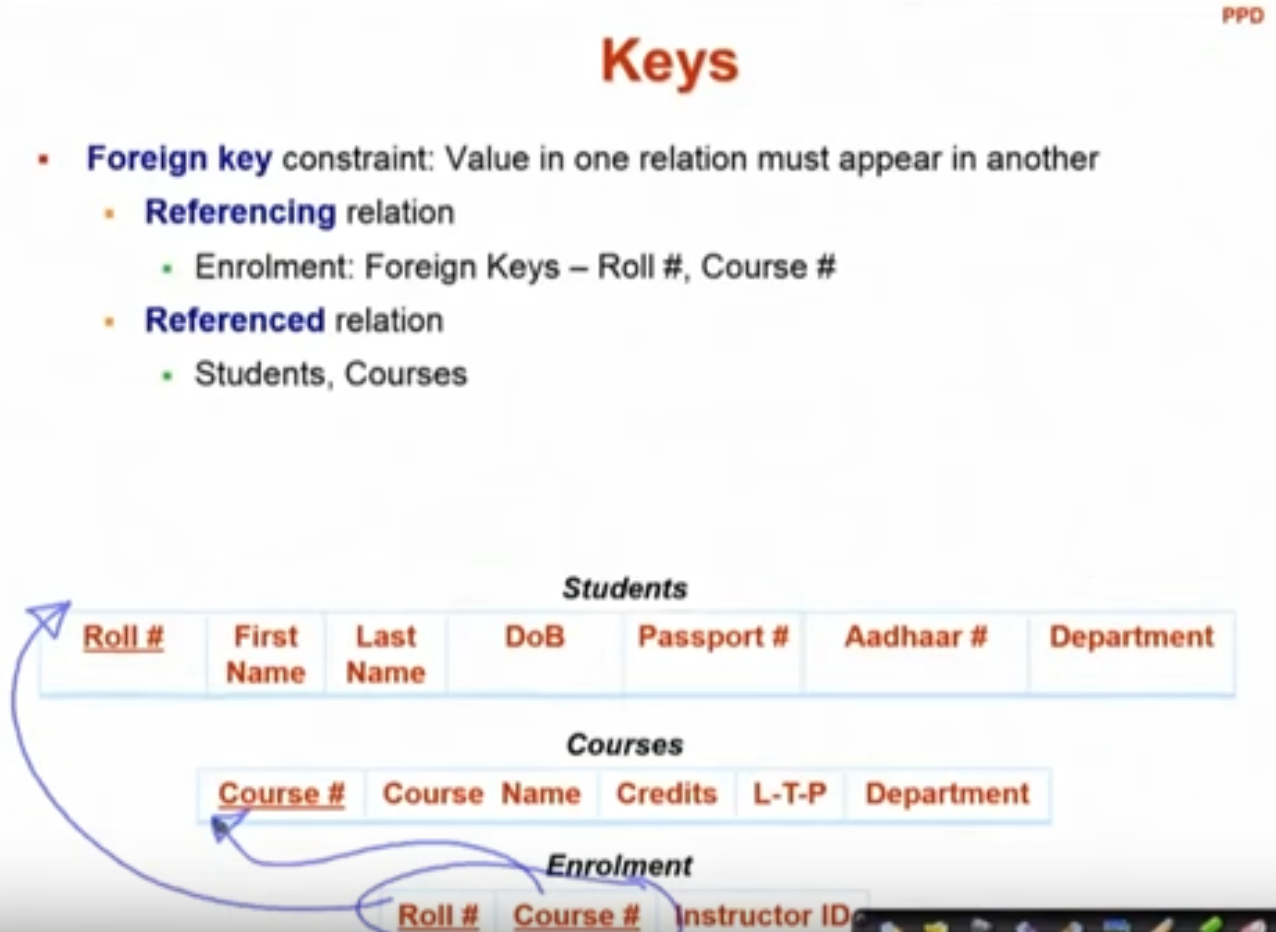 PPD
Keys
Foreign key constraint: Value in one relation must appear in another
Referencing relation
Enrolment: Foreign Keys – Roll #, Course #
Referenced relation
Students, Courses
Students
Roll # First Name Last Name DoB Passport # Aadhaar # Department
Courses
Course # Course Name Credits L-T-P Department
Enrolment
Roll # Course # Instructor ID